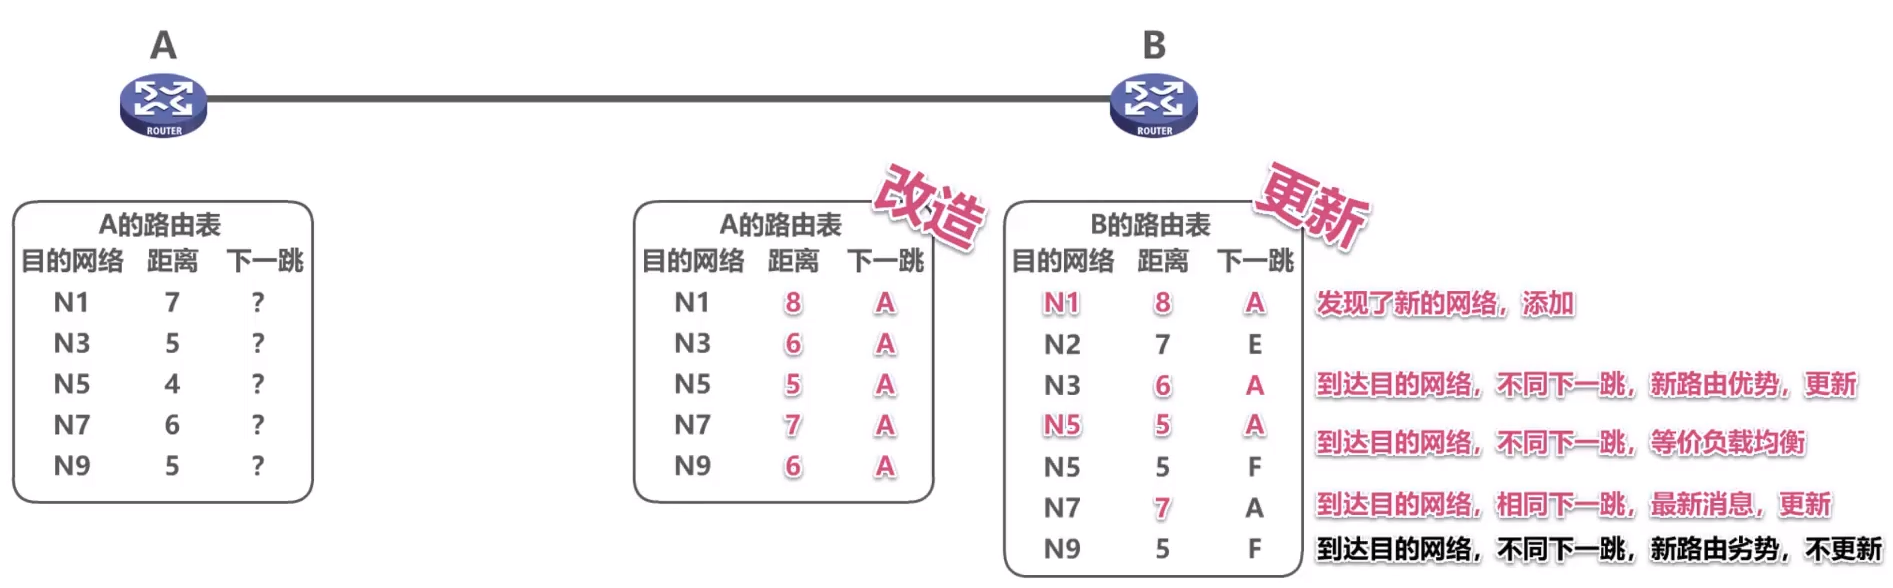 A
B
ROUTER
ROUTER
A的路由表
目的网络 距离 下一跳
N1 7 ?
N3 5 ?
N5 4 ?
N7 6 ?
N9 5 ?
改造
A的路由表
目的网络 距离 下一跳
N1 8 A
N3 6 A
N5 5 A
N7 7 A
N9 6 A
更新
B的路由表
目的网络 距离 下一跳
N1 8 A 发现了新的网络，添加
N2 7 E
N3 6 A 到达目的网络，不同下一跳，新路由优势，更新
N5 5 A
到达目的网络，不同下一跳，等价负载均衡
N5 5 F
N7 7 A 到达目的网络，相同下一跳，最新消息，更新
N9 5 F 到达目的网络，不同下一跳，新路由劣势，不更新